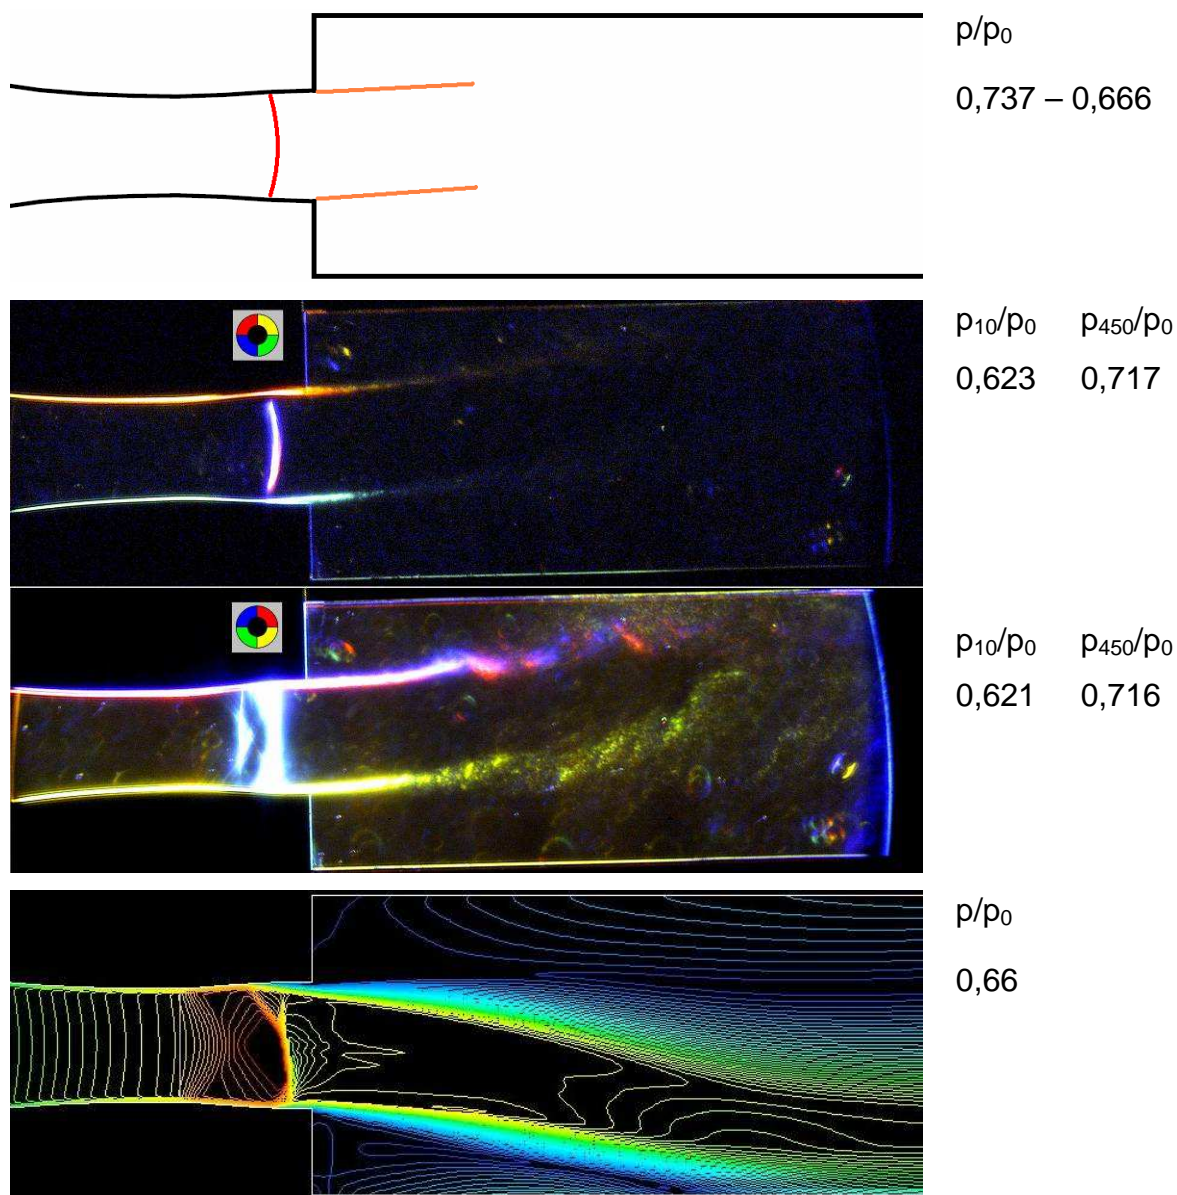 p/p₀
0,737 – 0,666
p₁₀/p₀ p₄₅₀/p₀
0,623 0,717
p₁₀/p₀ p₄₅₀/p₀
0,621 0,716
p/p₀
0,66